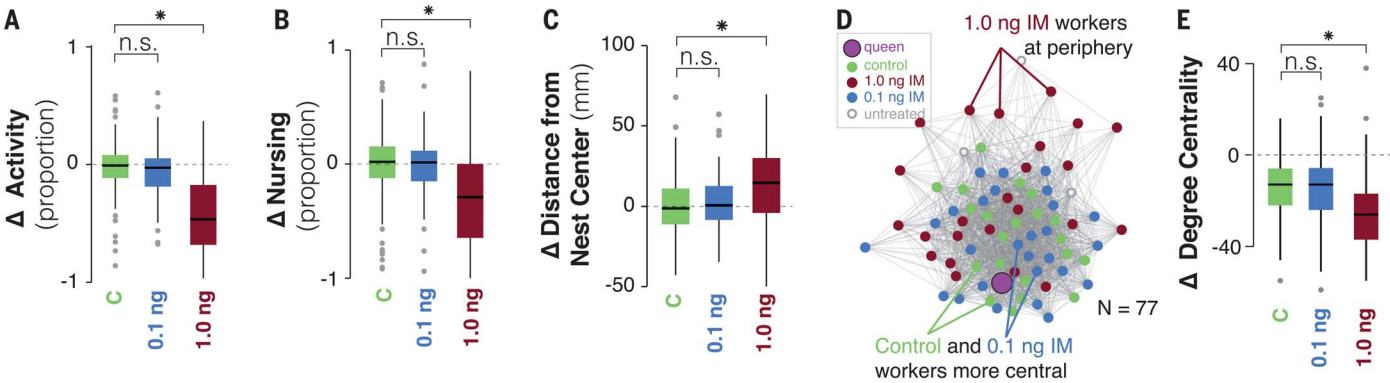 A
Δ Activity
(proportion)
1
0
-1
*
n.s.
C
0.1 ng
1.0 ng
B
Δ Nursing
(proportion)
1
0
-1
*
n.s.
C
0.1 ng
1.0 ng
C
Δ Distance from
Nest Center (mm)
100
50
0
-50
*
n.s.
C
0.1 ng
1.0 ng
D
1.0 ng IM workers
at periphery
queen
control
1.0 ng IM
0.1 ng IM
untreated
N = 77
Control and 0.1 ng IM
workers more central
E
Δ Degree Centrality
40
0
-40
*
n.s.
C
0.1 ng
1.0 ng